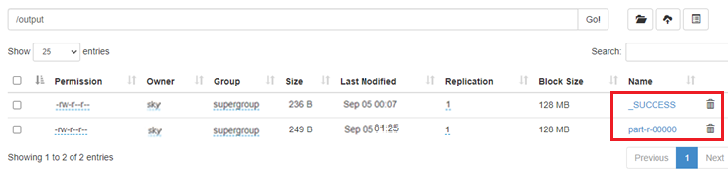 /output Go!
Show 25 entries Search:
Permission Owner Group Size Last Modified Replication Block Size Name
-rw-r--r-- sky supergroup 236 B Sep 05 00:07 1 128 MB _SUCCESS
-rw-r--r-- sky supergroup 249 B Sep 05 01:25 1 128 MB part-r-00000
Showing 1 to 2 of 2 entries Previous 1 Next